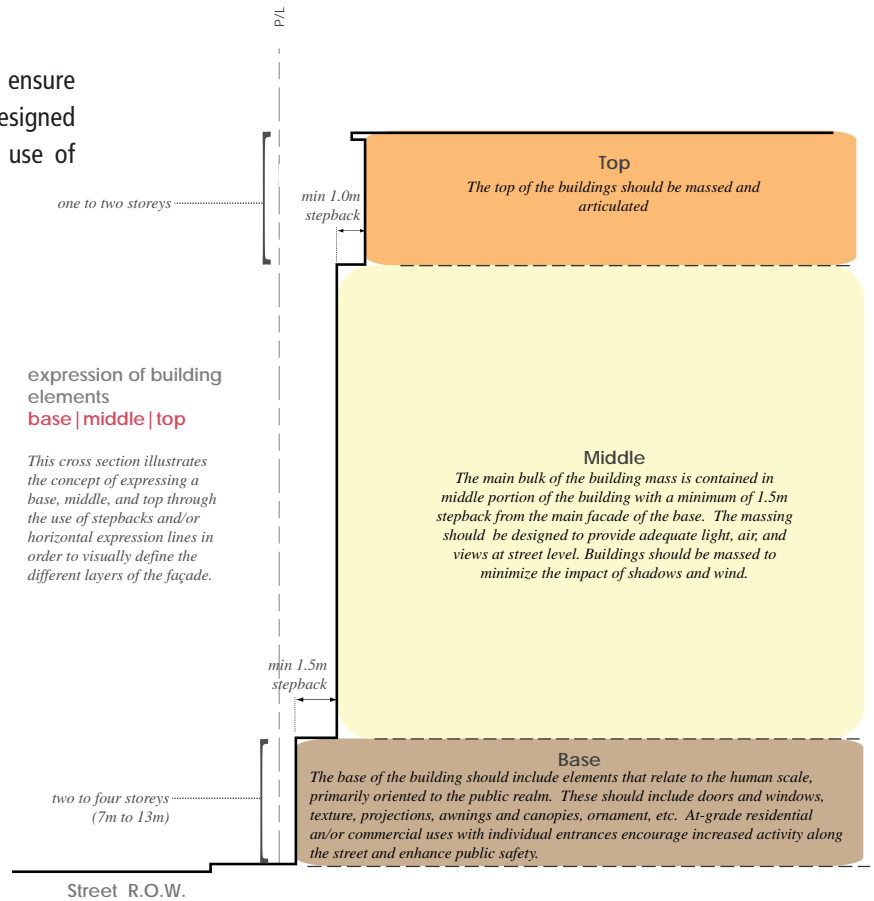 P/L
ensure
esigned
use of
one to two storeys
min 1.0m
stepback
Top
The top of the buildings should be massed and
articulated
expression of building
elements
base|middle|top
This cross section illustrates
the concept of expressing a
base, middle, and top through
the use of stepbacks and/or
horizontal expression lines in
order to visually define the
different layers of the façade.
Middle
The main bulk of the building mass is contained in
middle portion of the building with a minimum of 1.5m
stepback from the main facade of the base. The massing
should be designed to provide adequate light, air, and
views at street level. Buildings should be massed to
minimize the impact of shadows and wind.
min 1.5m
stepback
two to four storeys
(7m to 13m)
Base
The base of the building should include elements that relate to the human scale,
primarily oriented to the public realm. These should include doors and windows,
texture, projections, awnings and canopies, ornament, etc. At-grade residential
an/or commercial uses with individual entrances encourage increased activity along
the street and enhance public safety.
Street R.O.W.